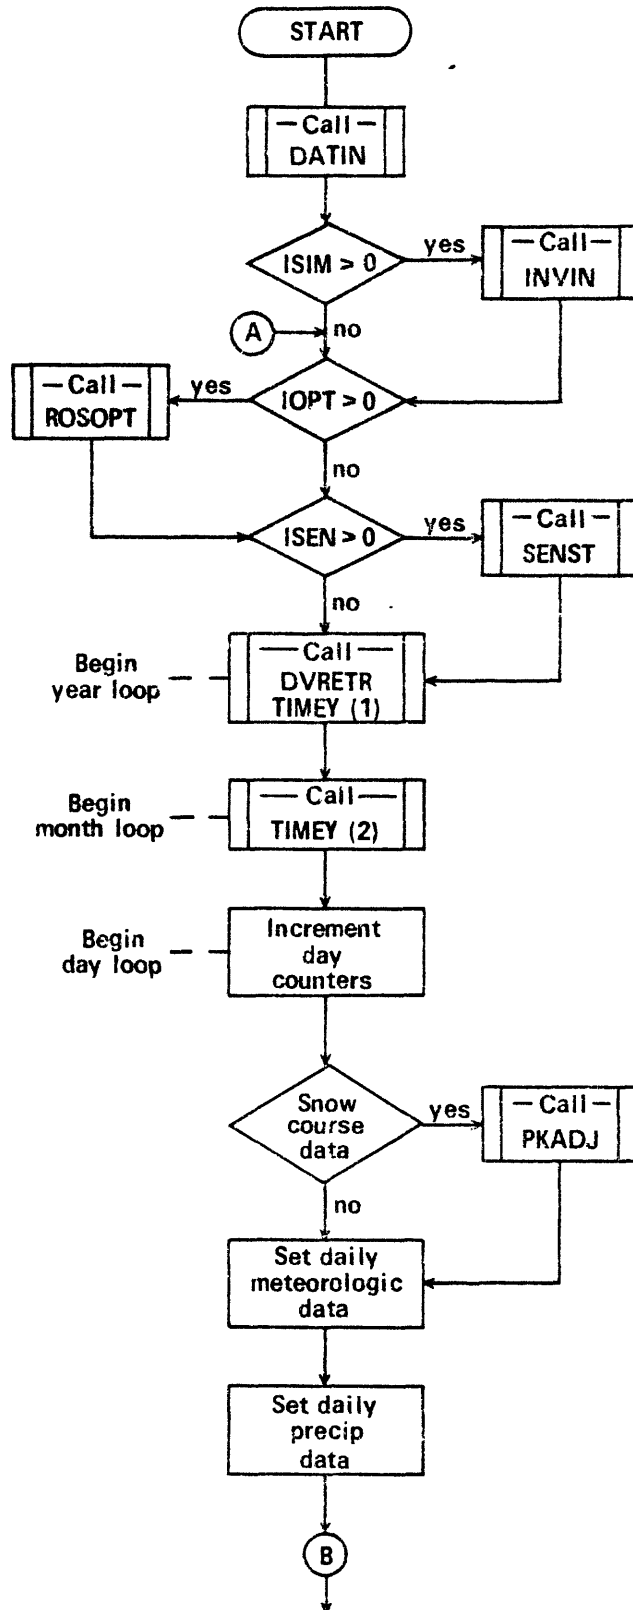 START
— Call —
DATIN
ISIM > 0
yes
— Call —
INVIN
A
no
— Call —
ROSOPT
yes
IOPT > 0
no
ISEN > 0
yes
— Call —
SENST
no
Begin
year loop
— Call —
DVRETR
TIMEY (1)
Begin
month loop
— Call —
TIMEY (2)
Begin
day loop
Increment
day
counters
Snow
course
data
yes
— Call —
PKADJ
no
Set daily
meteorologic
data
Set daily
precip
data
B